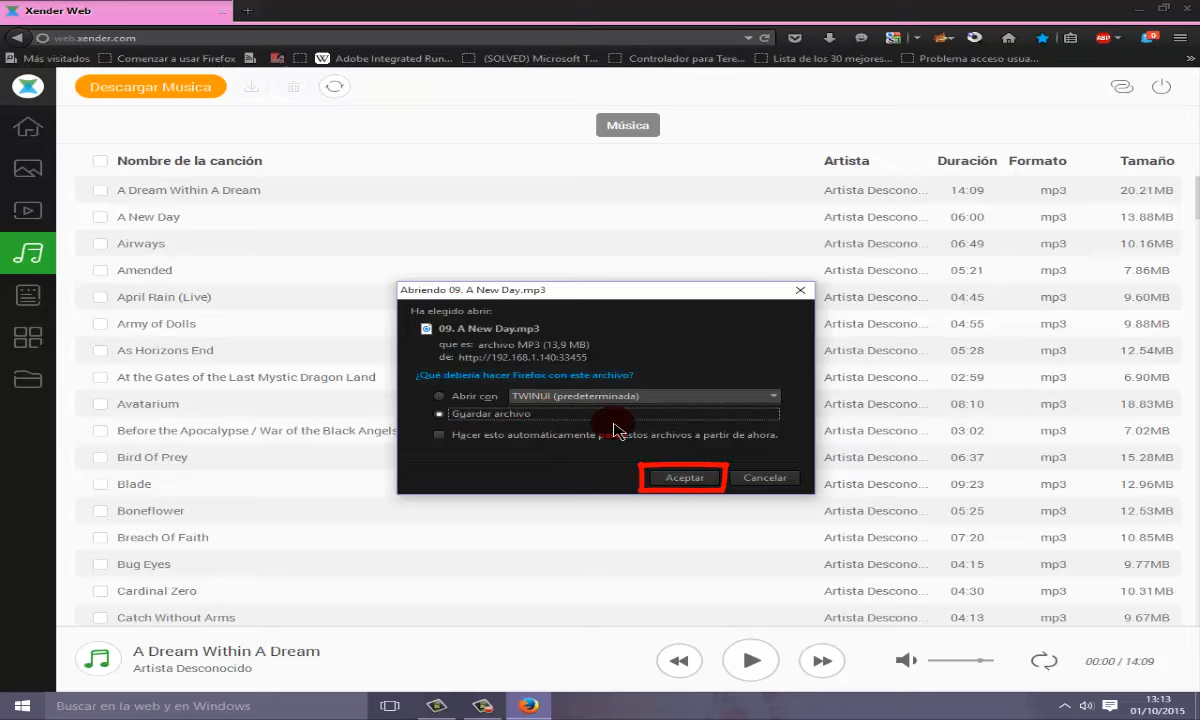 Xender Web
web.xender.com
Más visitados
Comenzar a usar Firefox
Adobe Integrated Run...
(SOLVED) Microsoft T...
Controlador para Tere...
Lista de los 30 mejores...
Problema acceso usua...
Descargar Musica
Música
Nombre de la canción Artista Duración Formato Tamaño
A Dream Within A Dream Artista Descono... 14:09 mp3 20.21MB
A New Day Artista Descono... 06:00 mp3 13.88MB
Airways Artista Descono... 06:49 mp3 10.16MB
Amended Artista Descono... 05:21 mp3 7.86MB
April Rain (Live) Artista Descono... 04:45 mp3 9.60MB
Army of Dolls Artista Descono... 04:55 mp3 9.88MB
As Horizons End Artista Descono... 05:28 mp3 12.54MB
At the Gates of the Last Mystic Dragon Land Artista Descono... 02:59 mp3 6.90MB
Avatarium Artista Descono... 08:10 mp3 18.83MB
Before the Apocalypse / War of the Black Angels Artista Descono... 03:02 mp3 7.02MB
Bird Of Prey Artista Descono... 06:37 mp3 15.28MB
Blade Artista Descono... 09:23 mp3 12.96MB
Boneflower Artista Descono... 05:25 mp3 12.53MB
Breach Of Faith Artista Descono... 07:20 mp3 10.85MB
Bug Eyes Artista Descono... 04:15 mp3 9.77MB
Cardinal Zero Artista Descono... 04:30 mp3 10.31MB
Catch Without Arms Artista Descono... 04:13 mp3 9.67MB
Abriendo 09. A New Day.mp3
Ha elegido abrir:
09. A New Day.mp3
que es: archivo MP3 (13,9 MB)
de: http://192.168.1.140:33455
¿Qué debería hacer Firefox con este archivo?
Abrir con TWINUI (predeterminada)
Guardar archivo
Hacer esto automáticamente estos archivos a partir de ahora.
Aceptar Cancelar
A Dream Within A Dream
Artista Desconocido
00:00 / 14:09
Buscar en la web y en Windows
13:13
01/10/2015